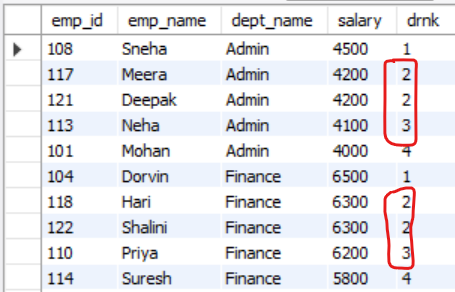 emp_id emp_name dept_name salary drnk
108 Sneha Admin 4500 1
117 Meera Admin 4200 2
121 Deepak Admin 4200 2
113 Neha Admin 4100 3
101 Mohan Admin 4000 4
104 Dorvin Finance 6500 1
118 Hari Finance 6300 2
122 Shalini Finance 6300 2
110 Priya Finance 6200 3
114 Suresh Finance 5800 4